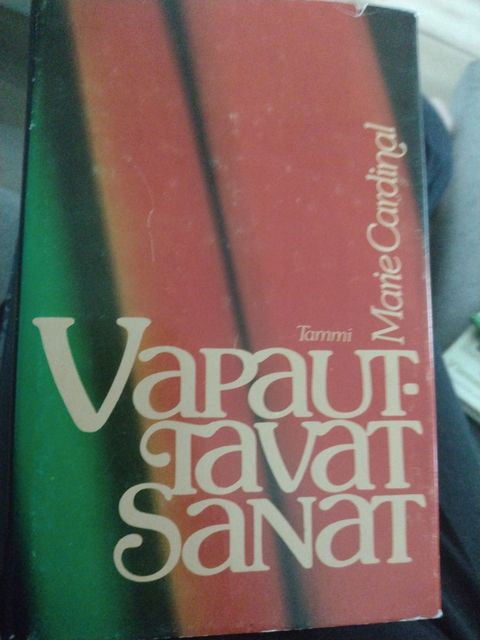 Marie Cardinal
Tammi
VAPAUT-
TAVAT
SANAT